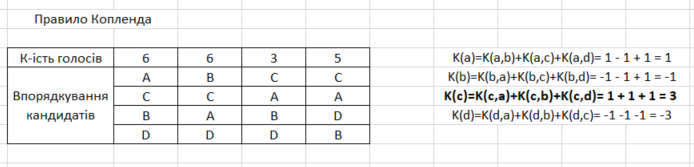 Правило Копленда
К-ість голосів 6 6 3 5 K(a)=K(a,b)+K(a,c)+K(a,d)= 1 - 1 + 1 = 1
A B C C K(b)=K(b,a)+K(b,c)+K(b,d)= -1 - 1 + 1 = -1
Впорядкування C C A A K(c)=K(c,a)+K(c,b)+K(c,d)= 1 + 1 + 1 = 3
кандидатів B A B D K(d)=K(d,a)+K(d,b)+K(d,c)= -1 -1 -1 = -3
D D D B